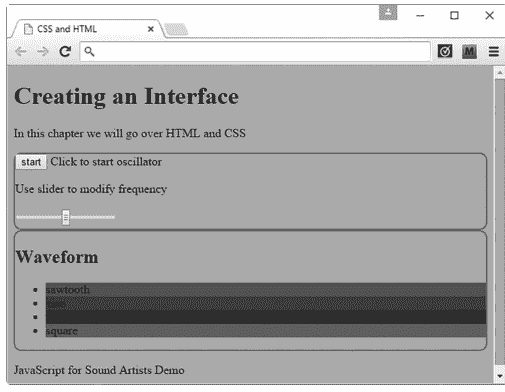 CSS and HTML
Creating an Interface
In this chapter we will go over HTML and CSS
start Click to start oscillator
Use slider to modify frequency
Waveform
sawtooth
square
JavaScript for Sound Artists Demo